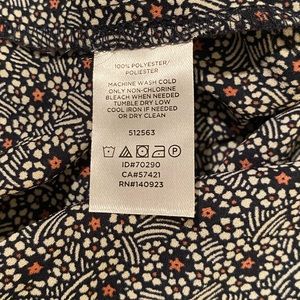 100% POLYESTER/
POLIESTER
MACHINE WASH COLD
ONLY NON-CHLORINE
BLEACH WHEN NEEDED
TUMBLE DRY LOW
COOL IRON IF NEEDED
OR DRY CLEAN
512563
ID#70290
CA#57421
RN#140923